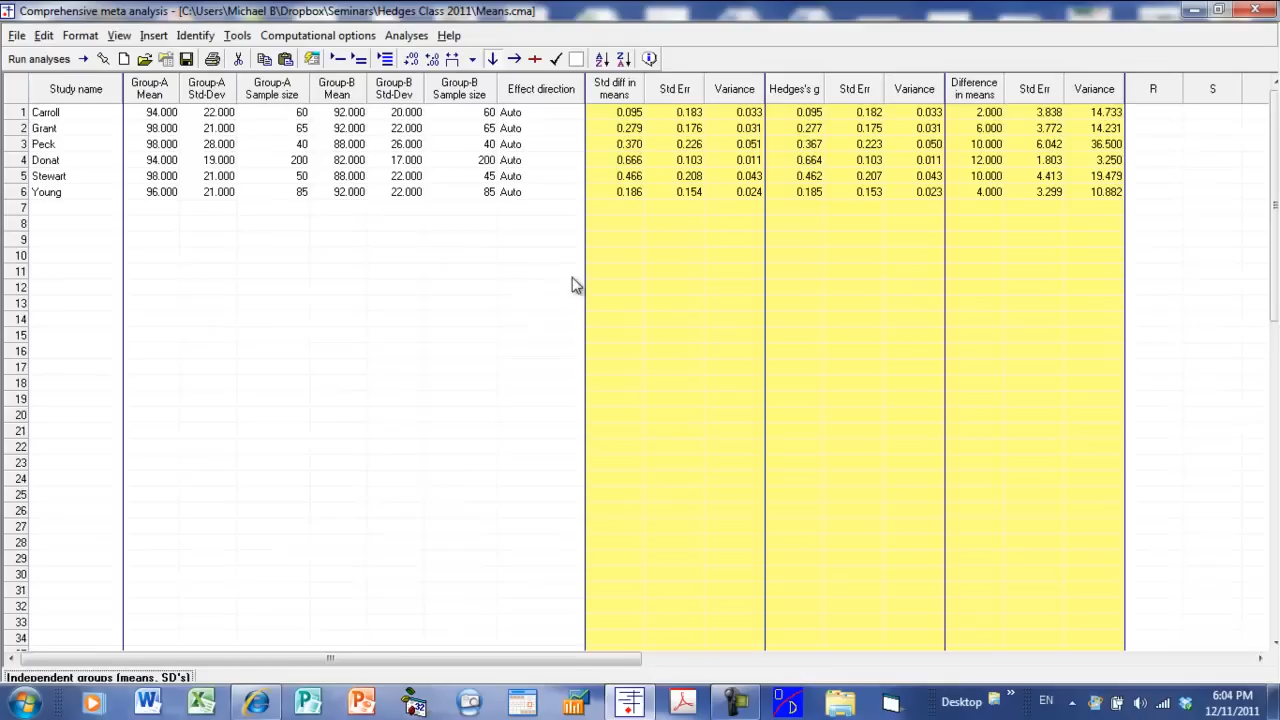 Comprehensive meta analysis - [C:\Users\Michael B\Dropbox\Seminars\Hedges Class 2011\Means.cma]
File Edit Format View Insert Identify Tools Computational options Analyses Help
Run analyses
Study name Group-A Mean Group-A Std-Dev Group-A Sample size Group-B Mean Group-B Std-Dev Group-B Sample size Effect direction Std diff in means Std Err Variance Hedges's g Std Err Variance Difference in means Std Err Variance R S
1 Carroll 94.000 22.000 60 92.000 20.000 60 Auto 0.095 0.183 0.033 0.095 0.182 0.033 2.000 3.838 14.733
2 Grant 98.000 21.000 65 92.000 22.000 65 Auto 0.279 0.176 0.031 0.277 0.175 0.031 6.000 3.772 14.231
3 Peck 98.000 28.000 40 88.000 26.000 40 Auto 0.370 0.226 0.051 0.367 0.223 0.050 10.000 6.042 36.500
4 Donat 94.000 19.000 200 82.000 17.000 200 Auto 0.666 0.103 0.011 0.664 0.103 0.011 12.000 1.803 3.250
5 Stewart 98.000 21.000 50 88.000 22.000 45 Auto 0.466 0.208 0.043 0.462 0.207 0.043 10.000 4.413 19.479
6 Young 96.000 21.000 85 92.000 22.000 85 Auto 0.186 0.154 0.024 0.185 0.153 0.023 4.000 3.299 10.882
7
8
9
10
11
12
13
14
15
16
17
18
19
20
21
22
23
24
25
26
27
28
29
30
31
32
33
34
Independent groups (means, SD's)
Desktop EN 6:04 PM
12/11/2011